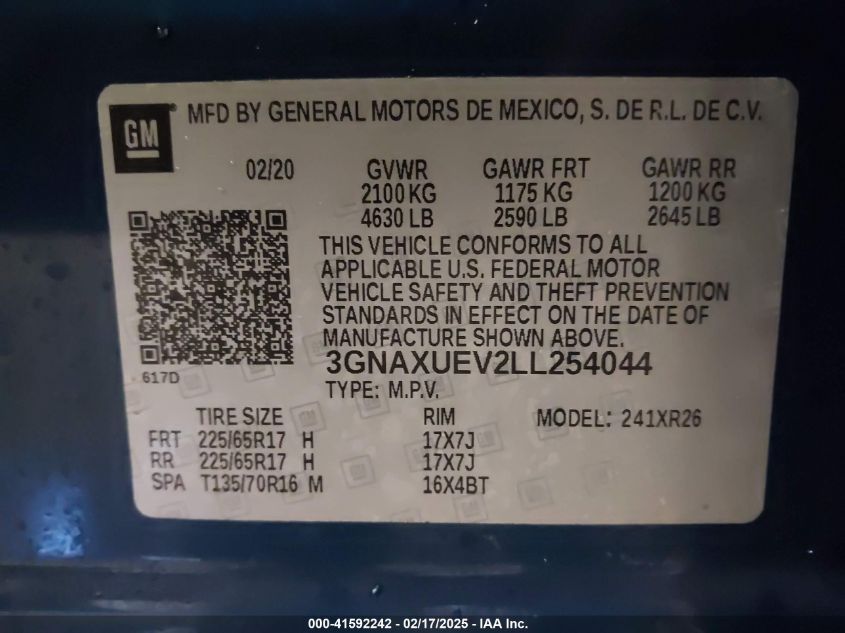 GM MFD BY GENERAL MOTORS DE MEXICO, S. DE R.L. DE C.V.
02/20 GVWR GAWR FRT GAWR RR
2100 KG 1175 KG 1200 KG
4630 LB 2590 LB 2645 LB
THIS VEHICLE CONFORMS TO ALL
APPLICABLE U.S. FEDERAL MOTOR
VEHICLE SAFETY AND THEFT PREVENTION
STANDARDS IN EFFECT ON THE DATE OF
MANUFACTURE SHOWN ABOVE.
3GNAXUEV2LL254044
617D
TYPE: M.P.V.
TIRE SIZE RIM MODEL: 241XR26
FRT 225/65R17 H 17X7J
RR 225/65R17 H 17X7J
SPA T135/70R16 M 16X4BT
000-41592242 - 02/17/2025 - IAA Inc.